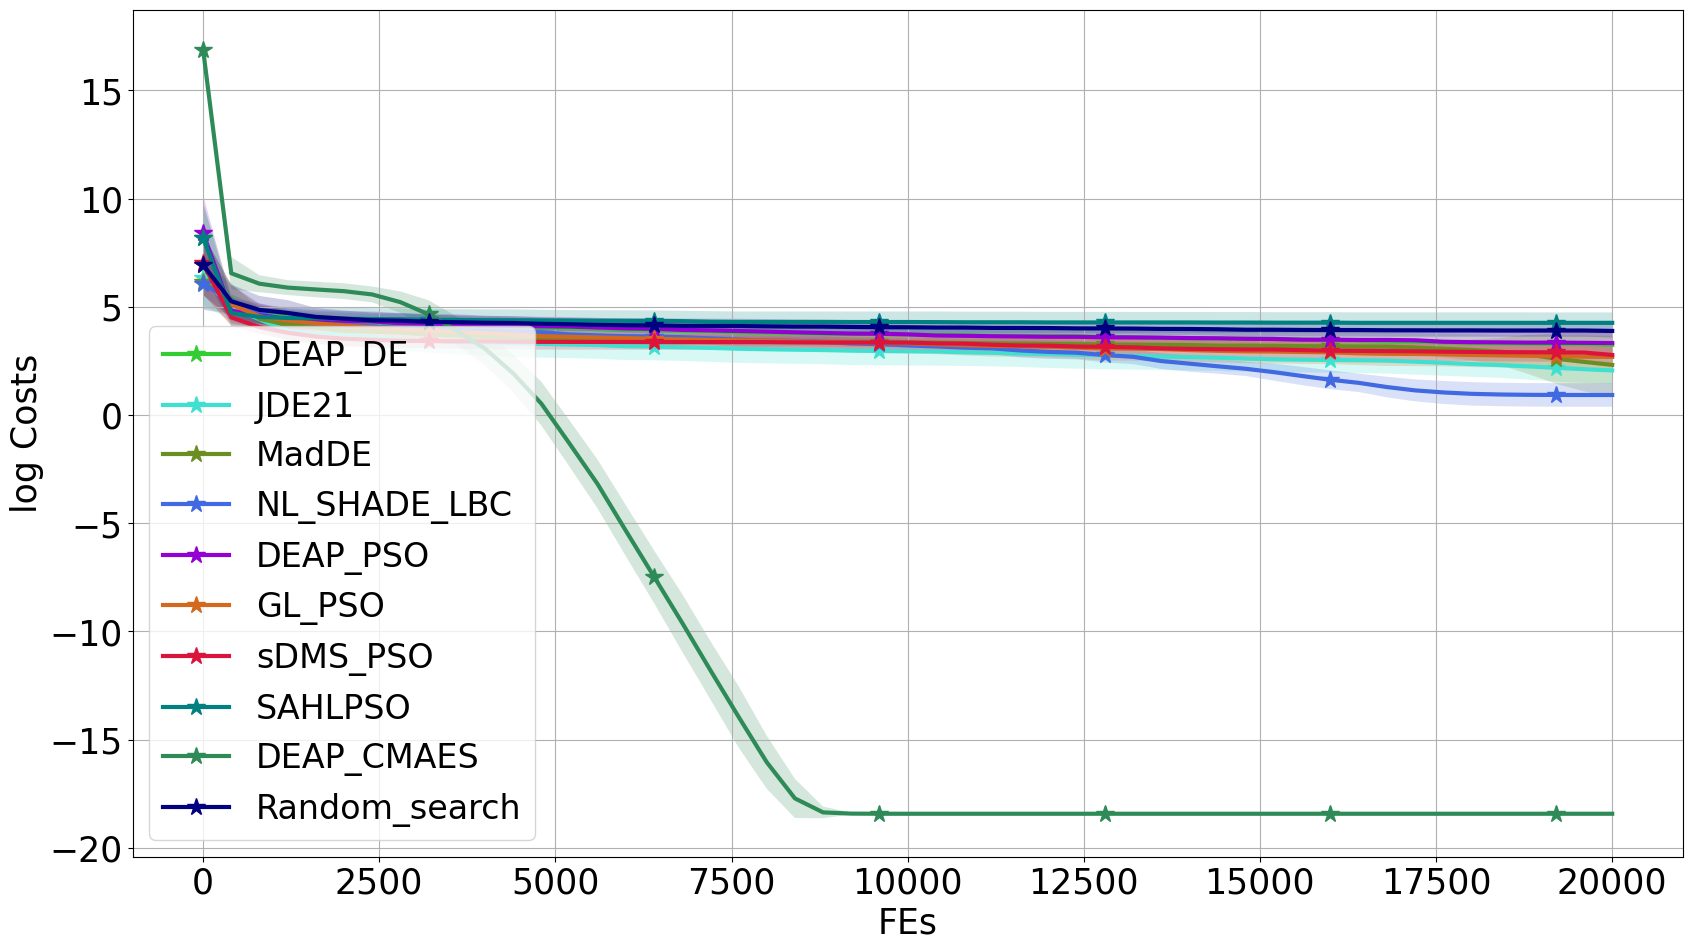 15
10
5
0
−5
−10
−15
−20
log Costs
DEAP_DE
JDE21
MadDE
NL_SHADE_LBC
DEAP_PSO
GL_PSO
sDMS_PSO
SAHLPSO
DEAP_CMAES
Random_search
0 2500 5000 7500 10000 12500 15000 17500 20000
FEs